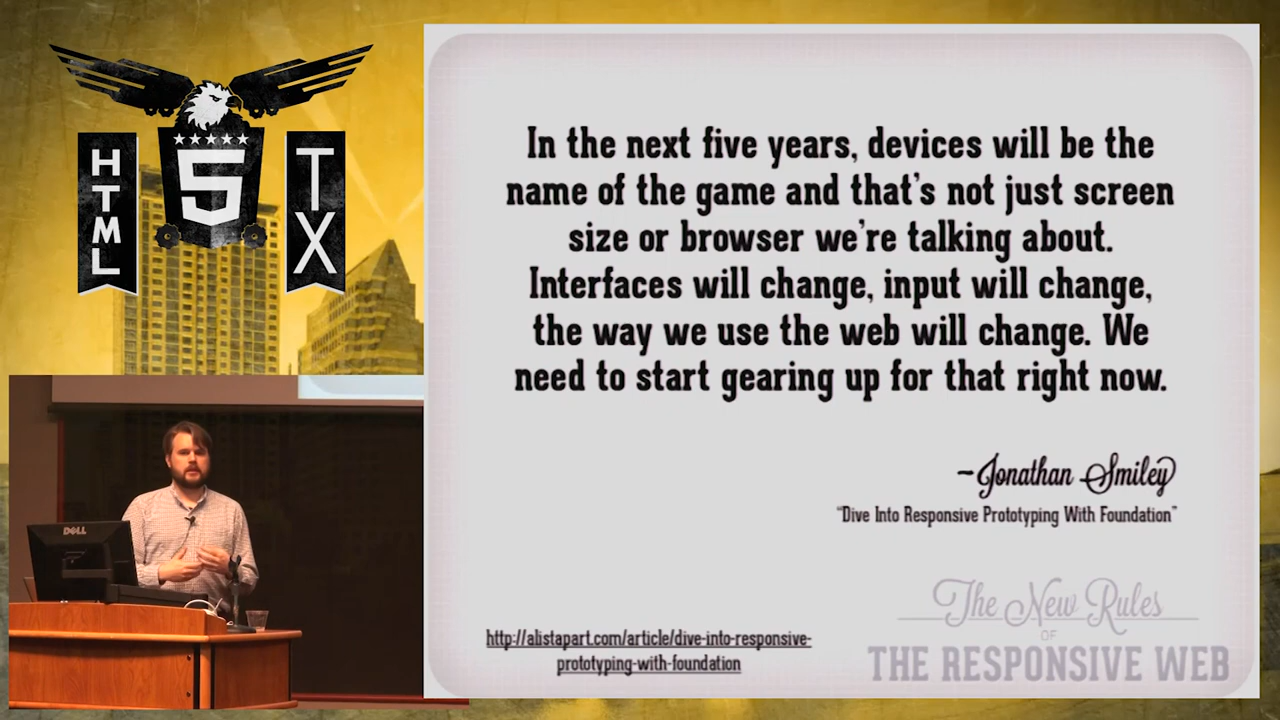 HTML
5
TX
In the next five years, devices will be the
name of the game and that's not just screen
size or browser we're talking about.
Interfaces will change, input will change,
the way we use the web will change. We
need to start gearing up for that right now.
~Jonathan Smiley
"Dive Into Responsive Prototyping With Foundation"
http://alistapart.com/article/dive-into-responsive-
prototyping-with-foundation
The New Rules
OF
THE RESPONSIVE WEB
DELL